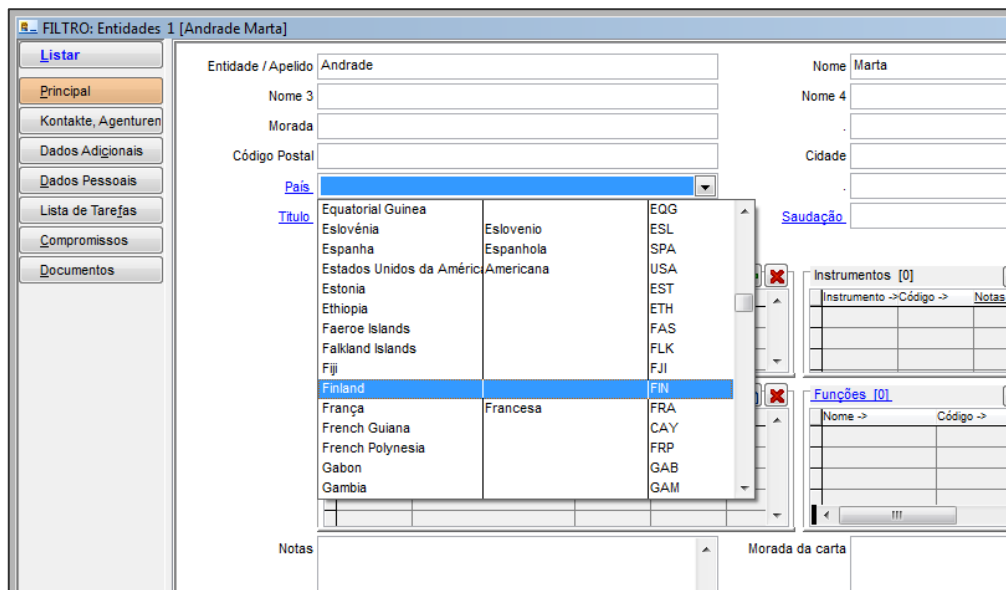 FILTRO: Entidades 1 [Andrade Marta]
Listar
Principal
Kontakte, Agenturen
Dados Adicionais
Dados Pessoais
Lista de Tarefas
Compromissos
Documentos
Entidade / Apelido Andrade Nome Marta
Nome 3 Nome 4
Morada .
Código Postal Cidade
País .
Título Saudação
Equatorial Guinea EQG
Eslovénia Eslovenio ESL
Espanha Espanhola SPA
Estados Unidos da Améric Americana USA
Estonia EST
Ethiopia ETH
Faeroe Islands FAS
Falkland Islands FLK
Fiji FJI
Finland FIN
França Francesa FRA
French Guiana CAY
French Polynesia FRP
Gabon GAB
Gambia GAM
Instrumentos [0]
Instrumento -> Código -> Notas
Funções [0]
Nome -> Código ->
Notas Morada da carta